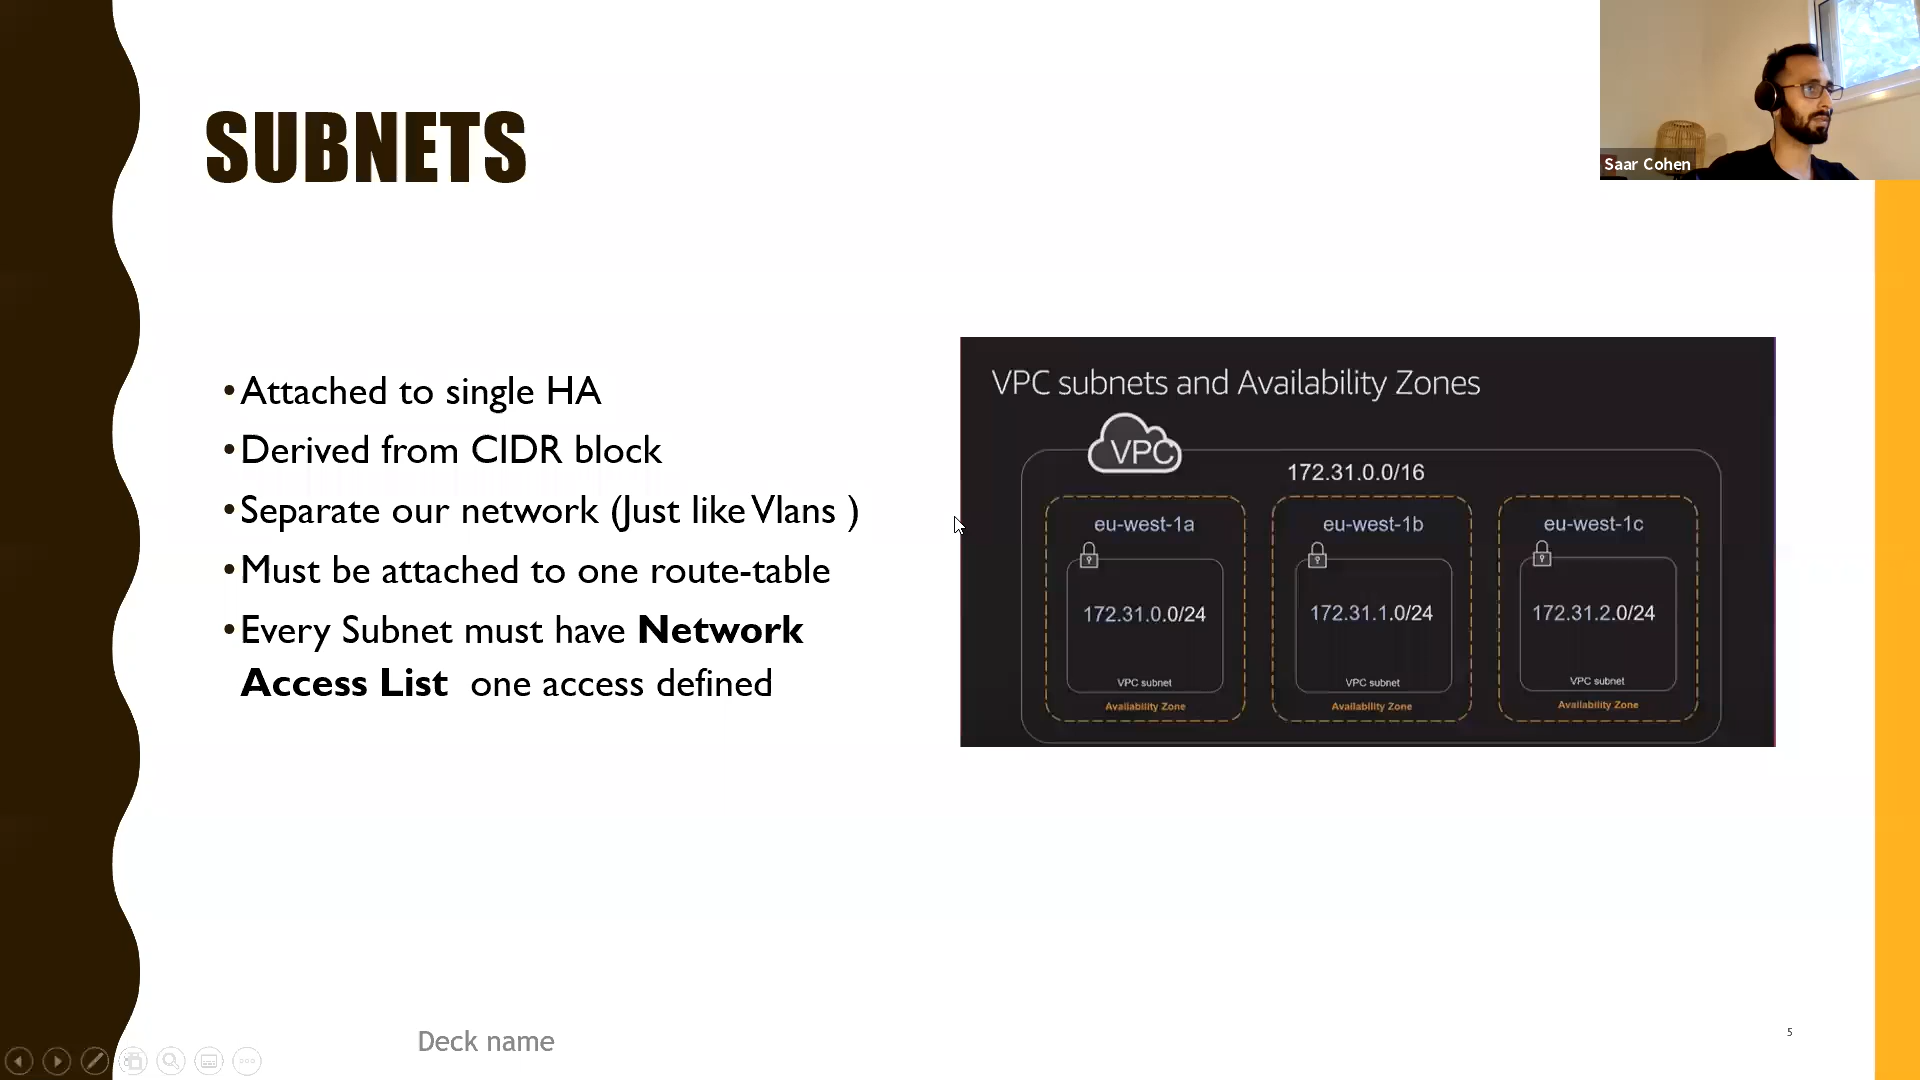 SUBNETS
Saar Cohen
•Attached to single HA
•Derived from CIDR block
•Separate our network (Just like Vlans )
•Must be attached to one route-table
•Every Subnet must have Network
Access List one access defined
VPC subnets and Availability Zones
VPC
172.31.0.0/16
eu-west-1a
eu-west-1b
eu-west-1c
172.31.0.0/24
172.31.1.0/24
172.31.2.0/24
VPC subnet
VPC subnet
VPC subnet
Availability Zone
Availability Zone
Availability Zone
Deck name
5